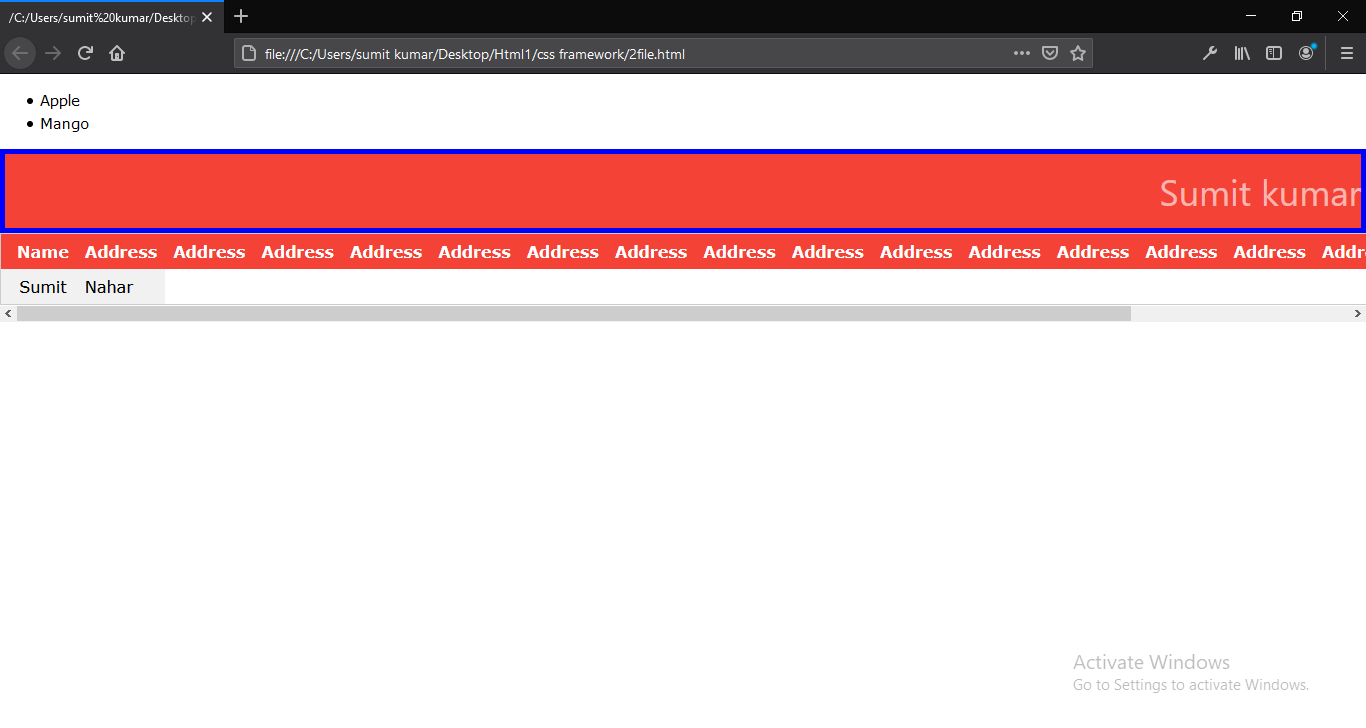 /C:/Users/sumit%20kumar/Desktop
file:///C:/Users/sumit kumar/Desktop/Html1/css framework/2file.html
Apple
Mango
Sumit kumar
Name Address Address Address Address Address Address Address Address Address Address Address Address Address Address Addr
Sumit Nahar
Activate Windows
Go to Settings to activate Windows.